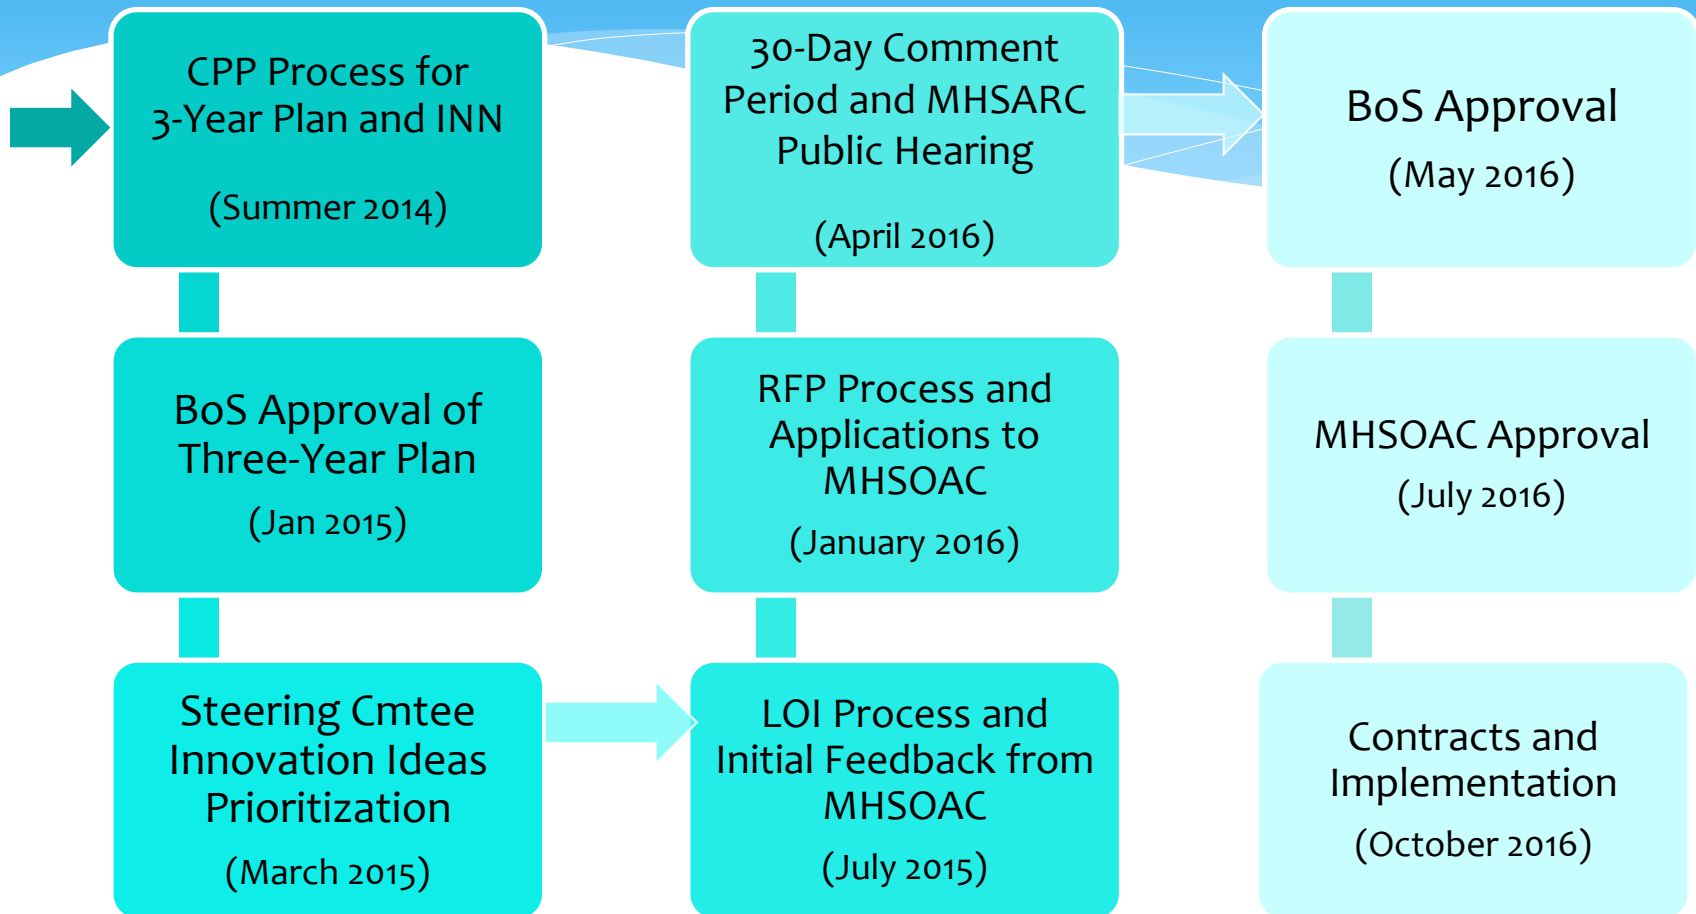 CPP Process for
3-Year Plan and INN
(Summer 2014)
BoS Approval of
Three-Year Plan
(Jan 2015)
Steering Cmtee
Innovation Ideas
Prioritization
(March 2015)
LOI Process and
Initial Feedback from
MHSOAC
(July 2015)
RFP Process and
Applications to
MHSOAC
(January 2016)
30-Day Comment
Period and MHSARC
Public Hearing
(April 2016)
BoS Approval
(May 2016)
MHSOAC Approval
(July 2016)
Contracts and
Implementation
(October 2016)